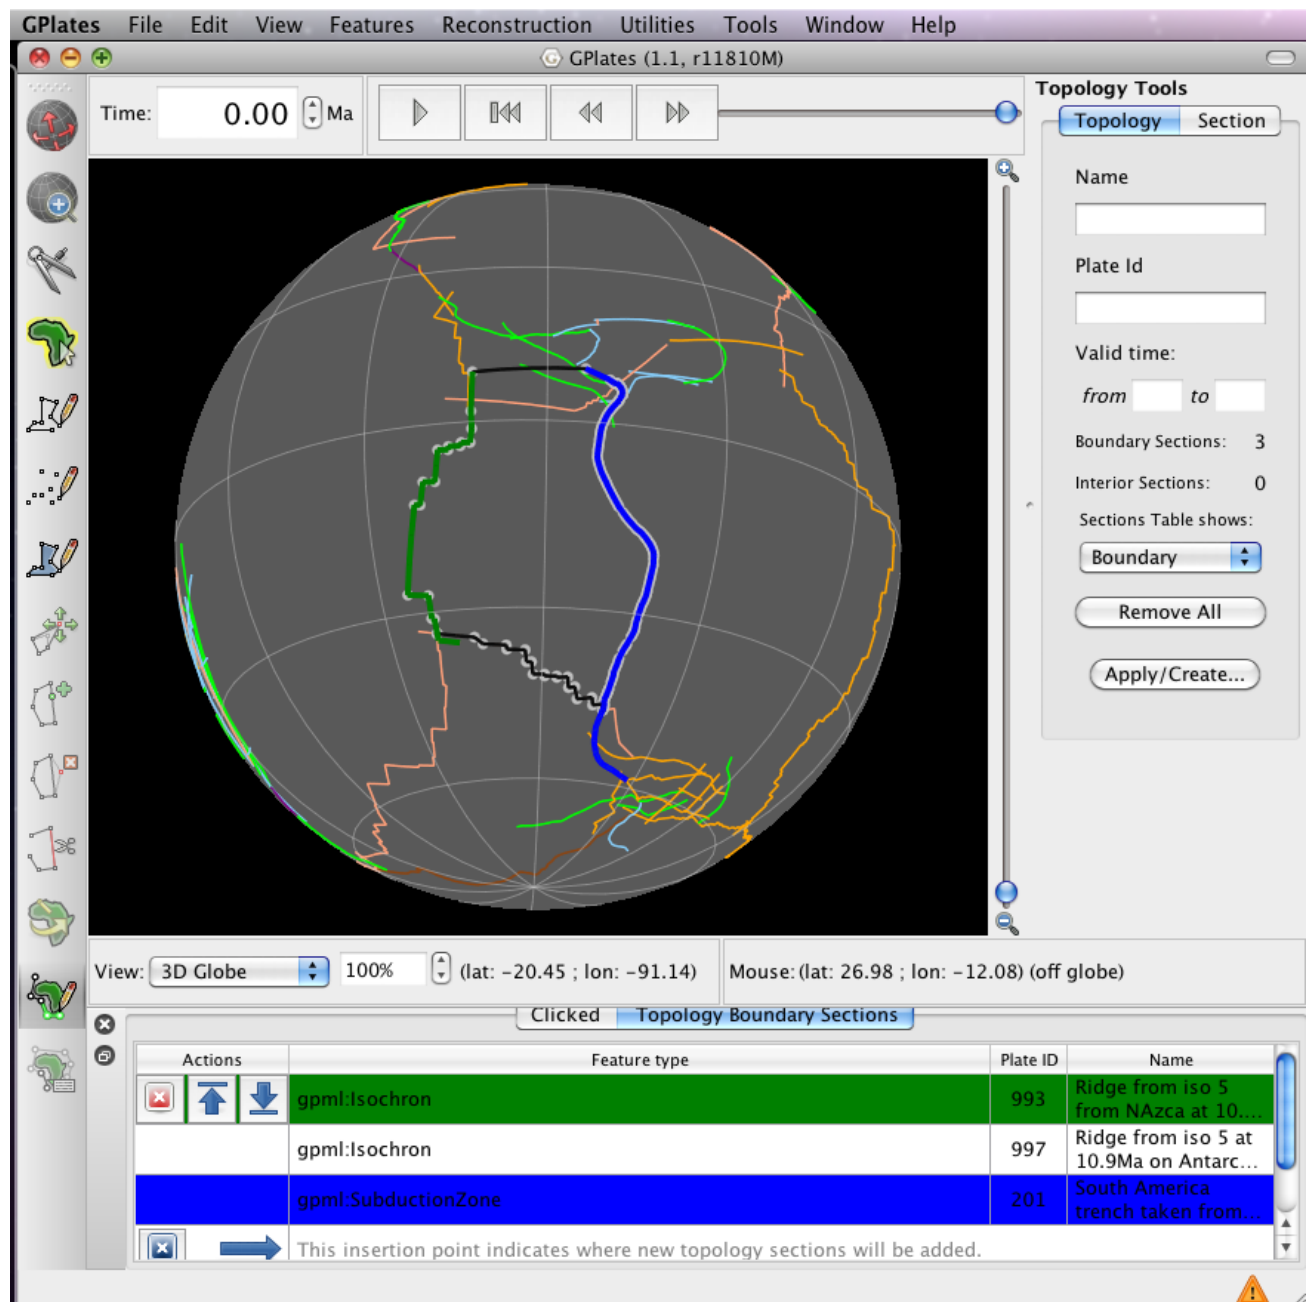 GPlates File Edit View Features Reconstruction Utilities Tools Window Help
GPlates (1.1, r11810M)
Time: 0.00 Ma
Topology Tools
Topology Section
Name
Plate Id
Valid time:
from to
Boundary Sections: 3
Interior Sections: 0
Sections Table shows:
Boundary
Remove All
Apply/Create...
View: 3D Globe 100% (lat: -20.45 ; lon: -91.14) Mouse: (lat: 26.98 ; lon: -12.08) (off globe)
Clicked Topology Boundary Sections
Actions Feature type Plate ID Name
gpml:Isochron 993 Ridge from iso 5
from NAzca at 10....
gpml:Isochron 997 Ridge from iso 5 at
10.9Ma on Antarc...
gpml:SubductionZone 201 South America
trench taken from...
This insertion point indicates where new topology sections will be added.